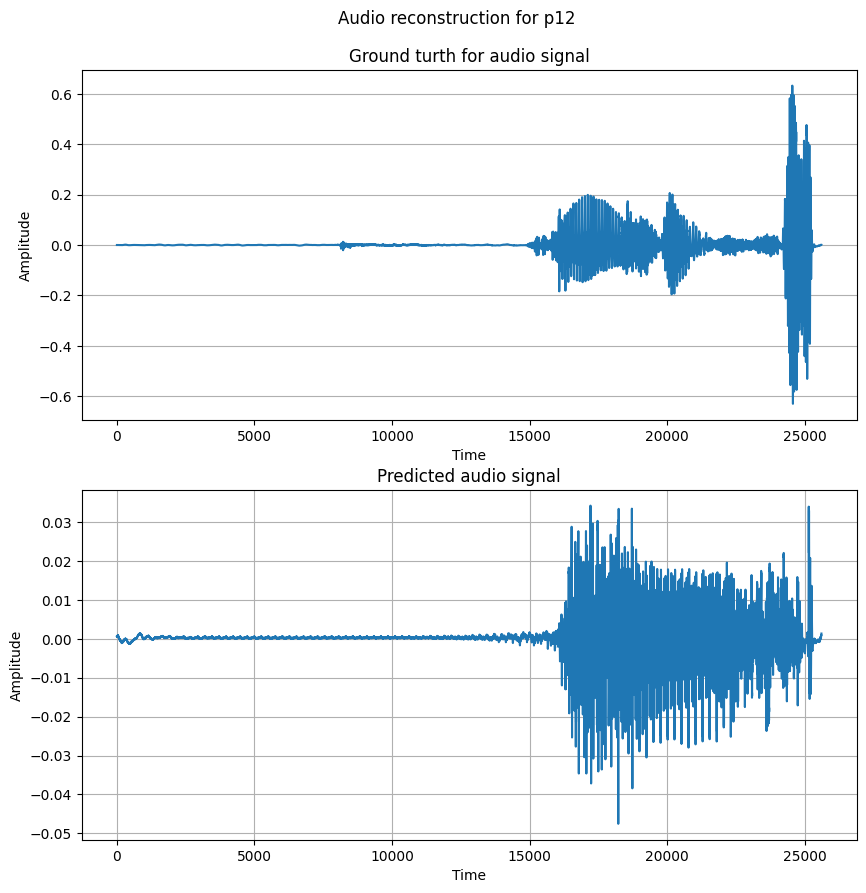 Audio reconstruction for p12
Ground turth for audio signal
0.6
0.4
0.2
0.0
−0.2
−0.4
−0.6
Amplitude
0 5000 10000 15000 20000 25000
Time
Predicted audio signal
0.03
0.02
0.01
0.00
−0.01
−0.02
−0.03
−0.04
−0.05
Amplitude
0 5000 10000 15000 20000 25000
Time